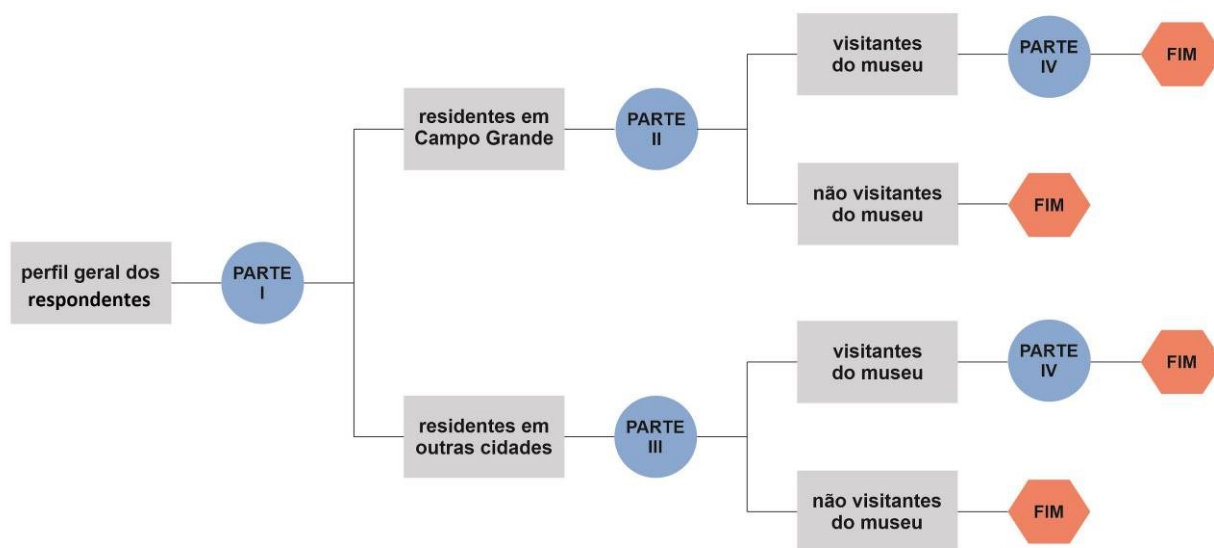 perfil geral dos
respondentes
PARTE
I
residentes em
Campo Grande
PARTE
II
visitantes
do museu
PARTE
IV
FIM
não visitantes
do museu
FIM
residentes em
outras cidades
PARTE
III
visitantes
do museu
PARTE
IV
FIM
não visitantes
do museu
FIM